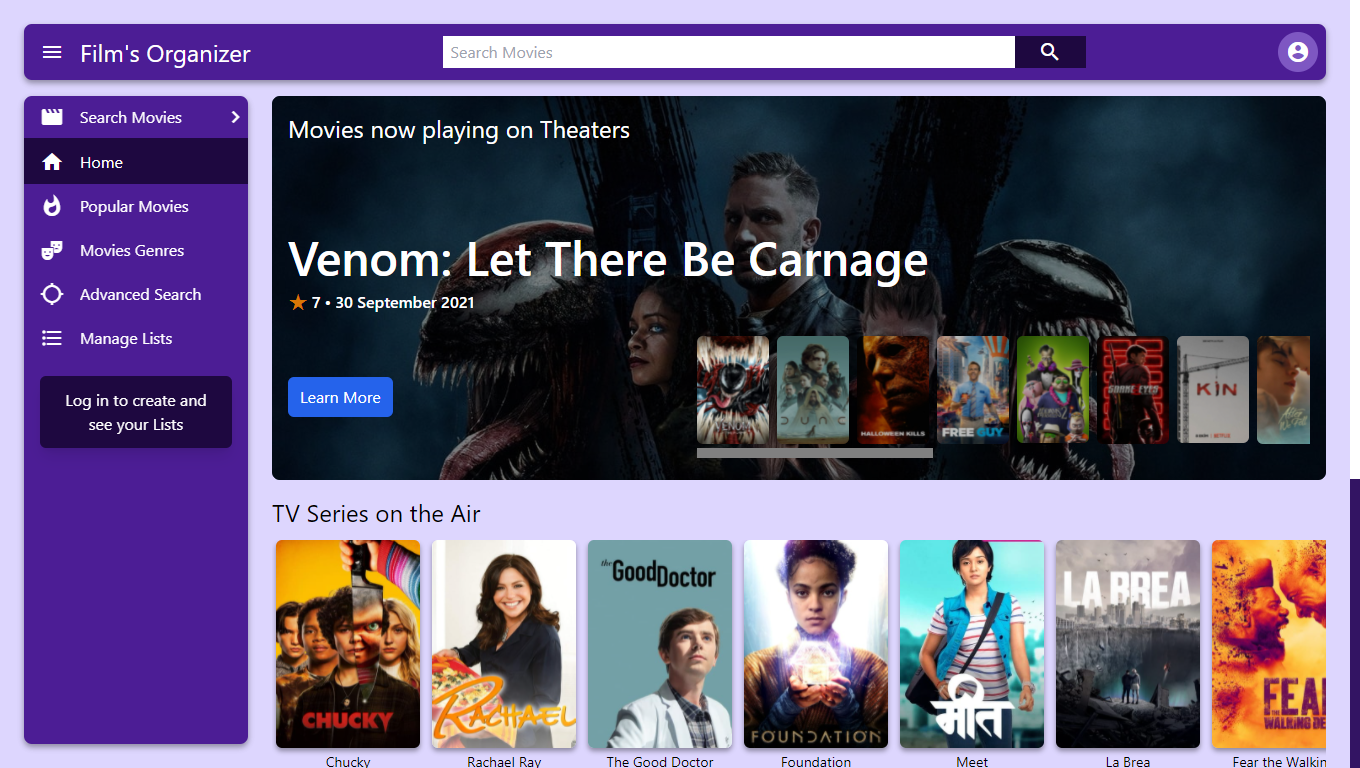 Film's Organizer
Search Movies
Search Movies
Home
Popular Movies
Movies Genres
Advanced Search
Manage Lists
Log in to create and
see your Lists
Movies now playing on Theaters
Venom: Let There Be Carnage
7 • 30 September 2021
Learn More
VENOM
DUNE
HALLOWEEN KILLS
FREE GUY
SNAKE EYES
KIN
TV Series on the Air
CHUCKY
RACHAEL
the GoodDoctor
FOUNDATION
मीत
LA BREA
FEAR
THE WALKING DE
Chucky
Rachael Ray
The Good Doctor
Foundation
Meet
La Brea
Fear the Walkin